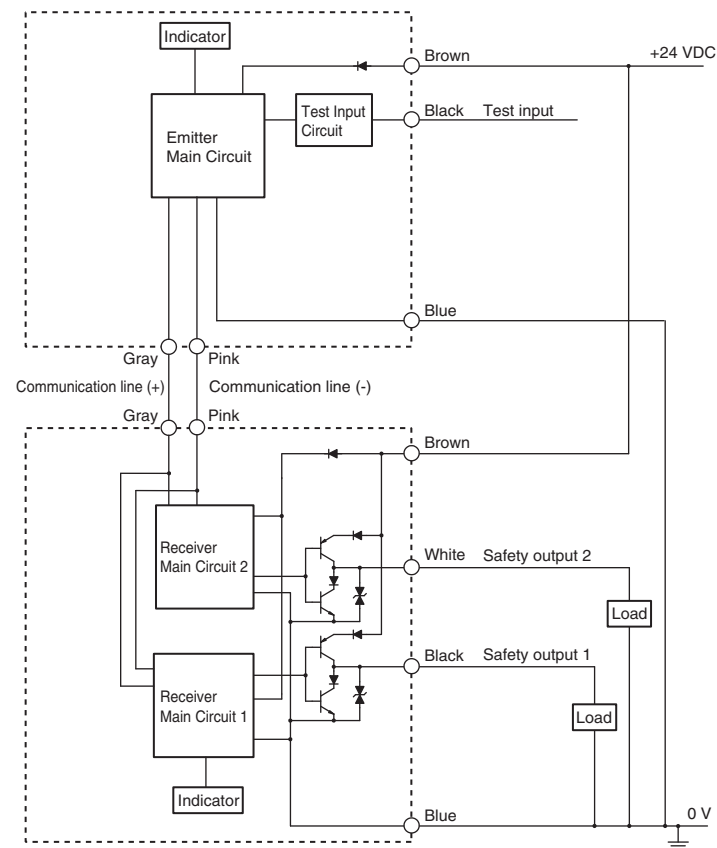 Indicator
Brown
+24 VDC
Emitter
Main Circuit
Test Input
Circuit
Black
Test input
Blue
Gray
Pink
Communication line (+)
Communication line (-)
Gray
Pink
Brown
Receiver
Main Circuit 2
White
Safety output 2
Load
Black
Safety output 1
Receiver
Main Circuit 1
Load
Indicator
Blue
0 V